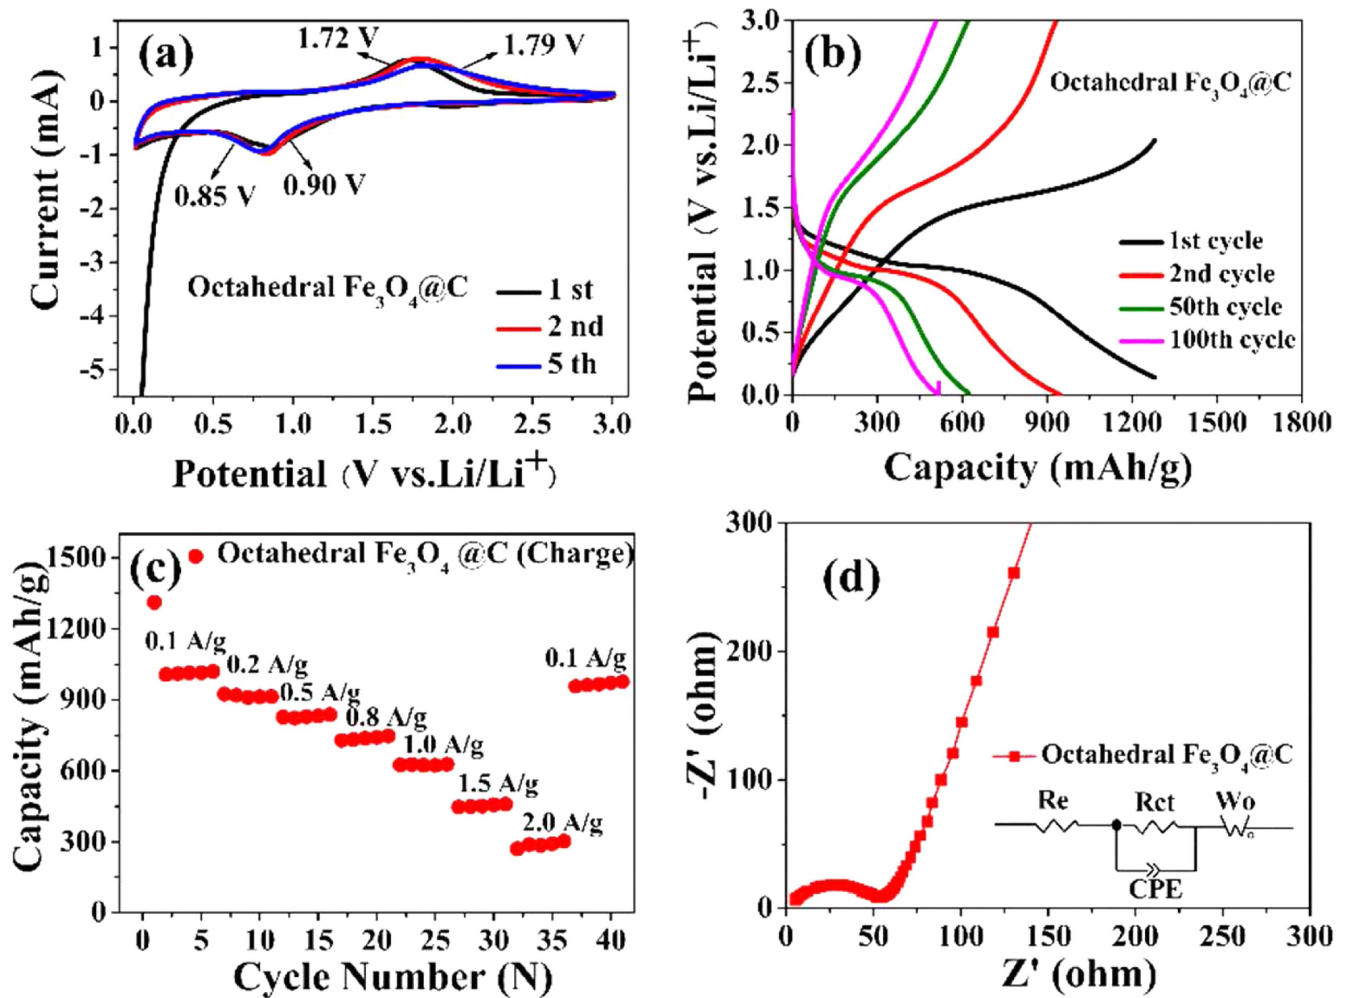 (a)
1.72 V
1.79 V
1
0
-1
-2
-3
-4
-5
Current (mA)
0.85 V
0.90 V
Octahedral Fe3O4@C
1 st
2 nd
5 th
0.0 0.5 1.0 1.5 2.0 2.5 3.0
Potential (V vs.Li/Li+)
(b)
Octahedral Fe3O4@C
3.0
2.5
2.0
1.5
1.0
0.5
0.0
Potential (V vs.Li/Li+)
1st cycle
2nd cycle
50th cycle
100th cycle
0 300 600 900 1200 1500 1800
Capacity (mAh/g)
(c)
Octahedral Fe3O4 @C (Charge)
1500
1200
900
600
300
0
Capacity (mAh/g)
0.1 A/g
0.2 A/g
0.5 A/g
0.8 A/g
1.0 A/g
1.5 A/g
2.0 A/g
0.1 A/g
0 5 10 15 20 25 30 35 40
Cycle Number (N)
(d)
300
200
100
0
-Z' (ohm)
Octahedral Fe3O4@C
Re
Rct
Wo
CPE
0 50 100 150 200 250 300
Z' (ohm)